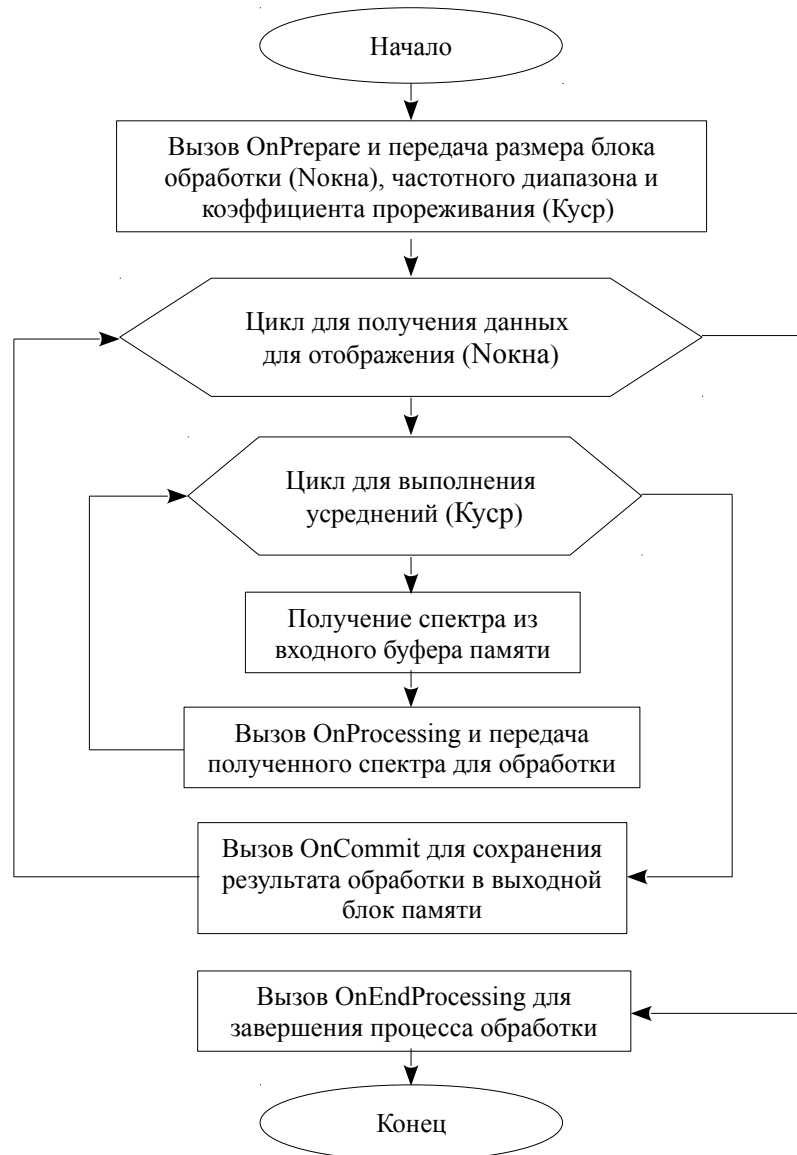 Начало
Вызов OnPrepare и передача размера блока
обработки (Nокна), частотного диапазона и
коэффициента прореживания (Куср)
Цикл для получения данных
для отображения (Nокна)
Цикл для выполнения
усреднений (Куср)
Получение спектра из
входного буфера памяти
Вызов OnProcessing и передача
полученного спектра для обработки
Вызов OnCommit для сохранения
результата обработки в выходной
блок памяти
Вызов OnEndProcessing для
завершения процесса обработки
Конец